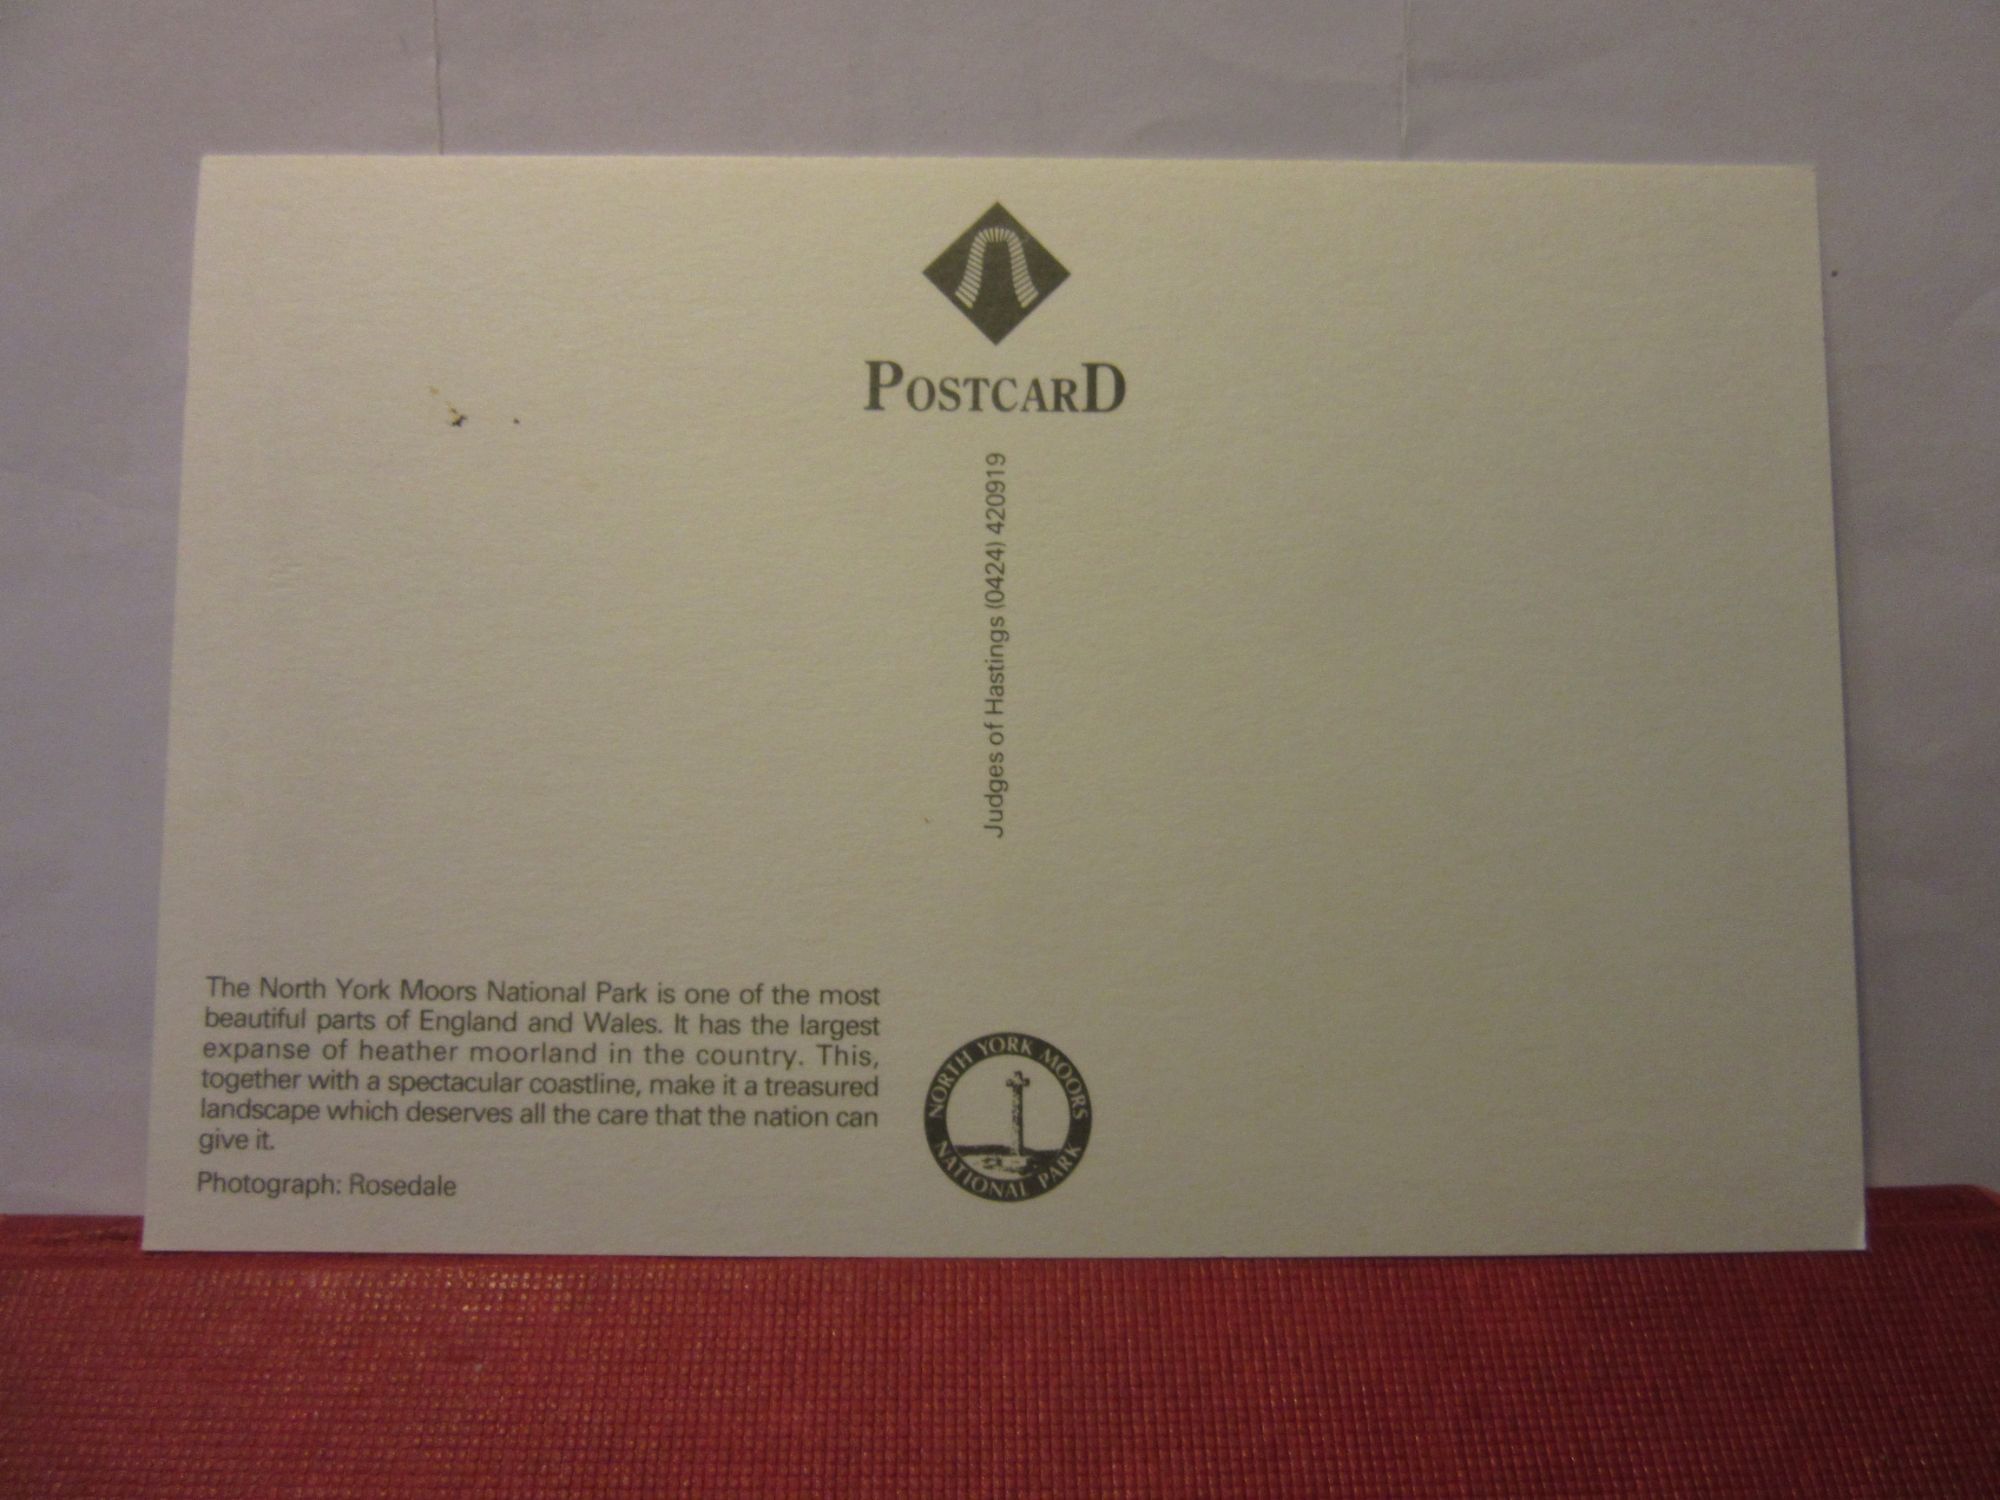 POSTCARD
Judges of Hastings (0424) 420919
The North York Moors National Park is one of the most
beautiful parts of England and Wales. It has the largest
expanse of heather moorland in the country. This,
together with a spectacular coastline, make it a treasured
landscape which deserves all the care that the nation can
give it.
Photograph: Rosedale
NORTH YORK MOORS
NATIONAL PARK